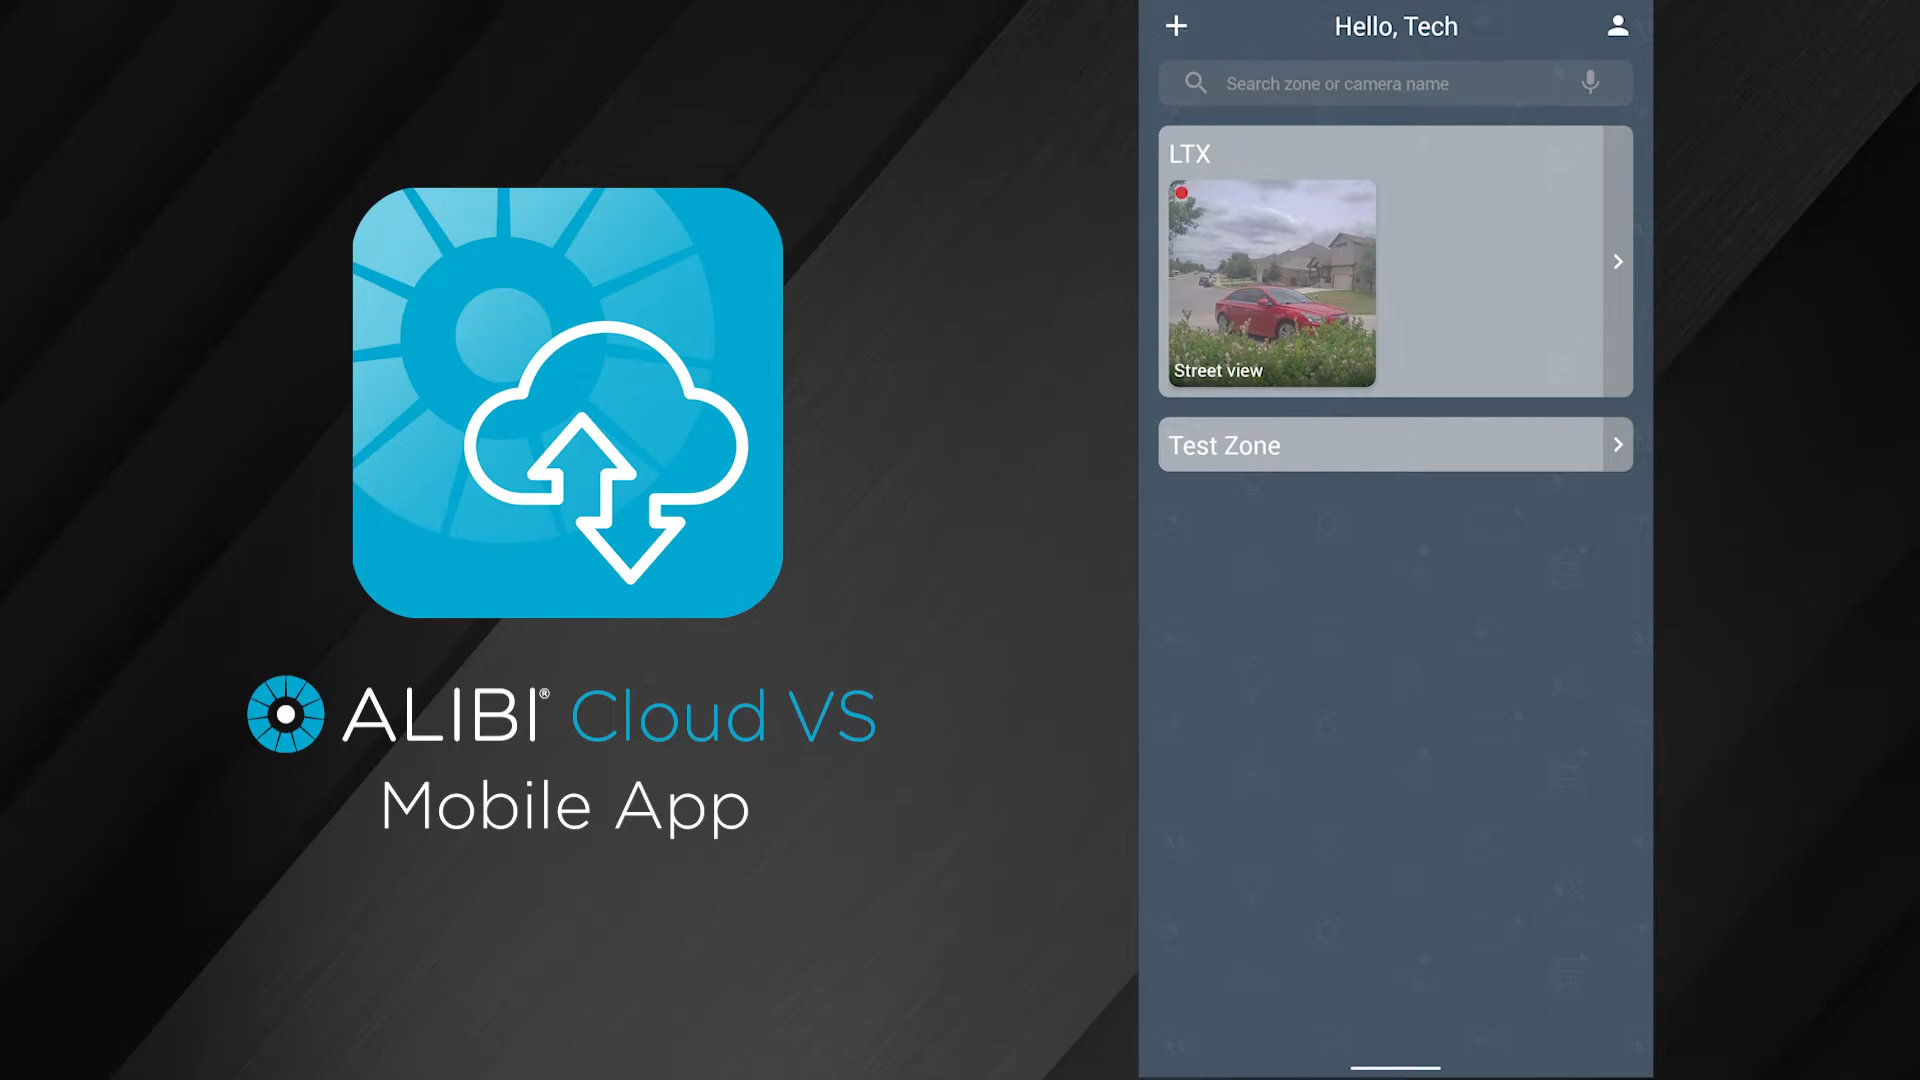 ALIBI® Cloud VS
Mobile App
Hello, Tech
Search zone or camera name
LTX
Street view
Test Zone